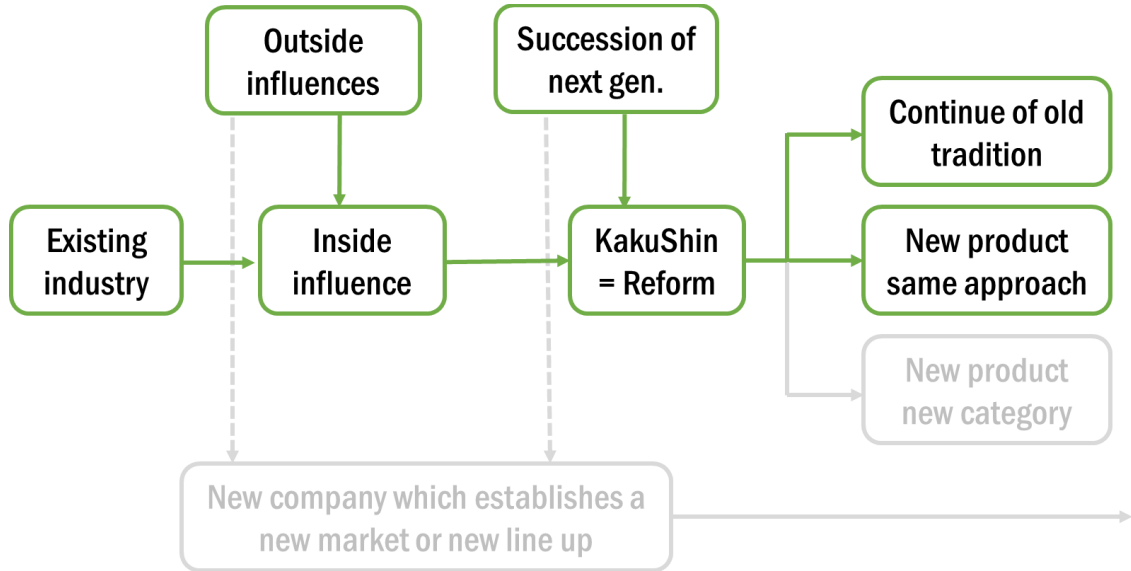 Outside
influences
Succession of
next gen.
Continue of old
tradition
Existing
industry
Inside
influence
KakuShin
= Reform
New product
same approach
New product
new category
New company which establishes a
new market or new line up